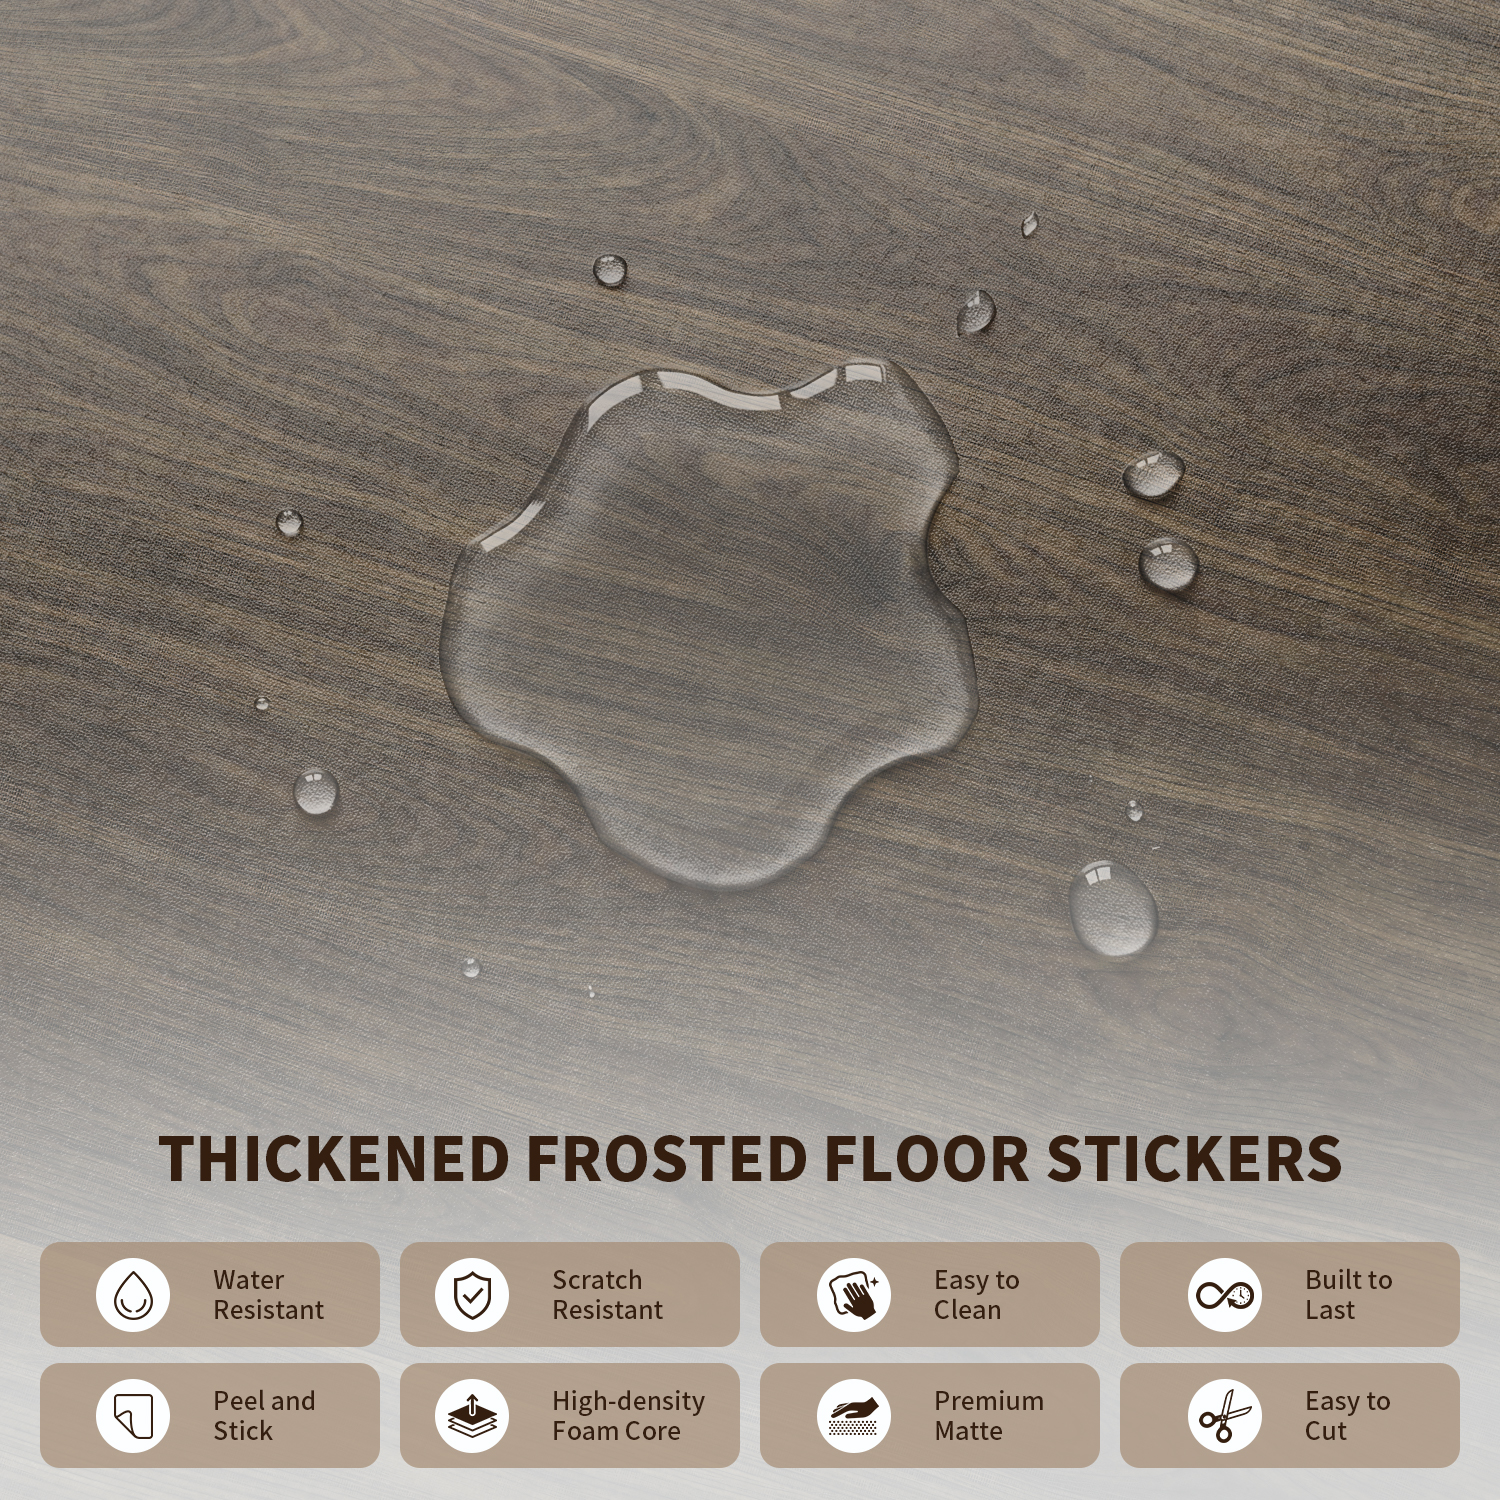 THICKENED FROSTED FLOOR STICKERS
Water
Resistant
Scratch
Resistant
Easy to
Clean
Built to
Last
Peel and
Stick
High-density
Foam Core
Premium
Matte
Easy to
Cut